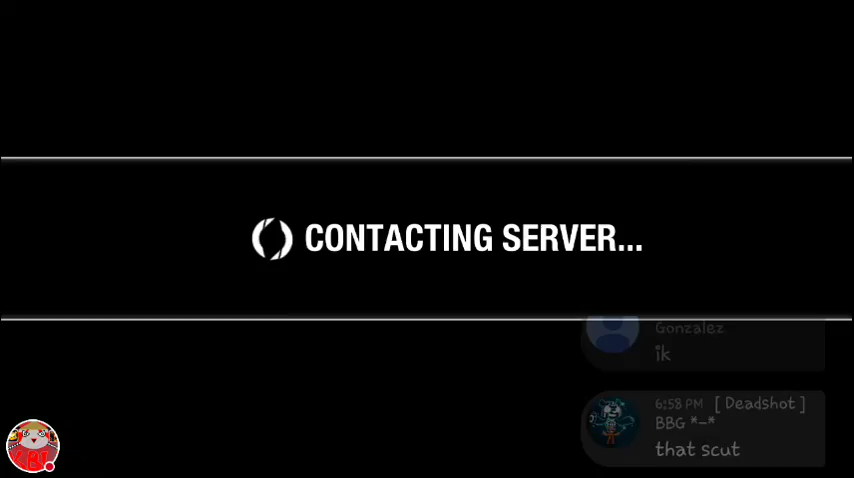 CONTACTING SERVER...
Gonzalez
ik
6:58 PM [ Deadshot ]
BBG *-*
that scut